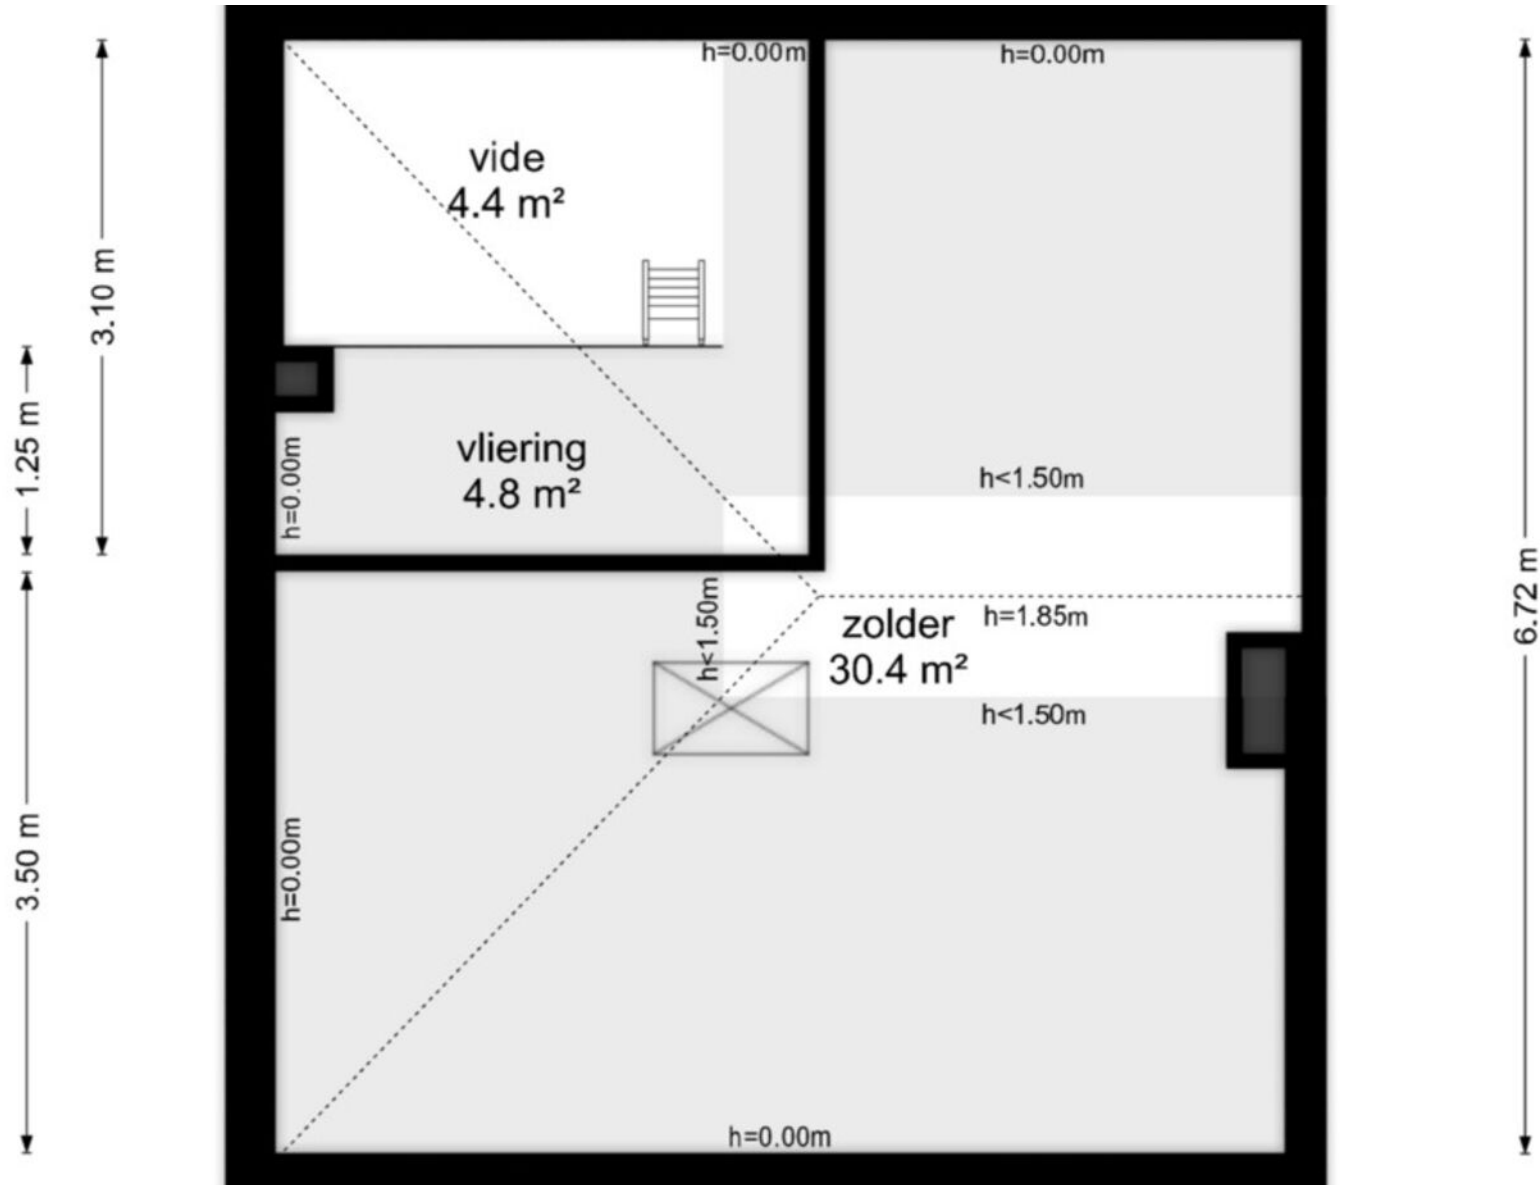 h=0.00m
h=0.00m
vide
4.4 m²
3.10 m
1.25 m
vliering
4.8 m²
h=0.00m
h<1.50m
h<1.50m
h=1.85m
zolder
30.4 m²
6.72 m
h<1.50m
3.50 m
h=0.00m
h=0.00m